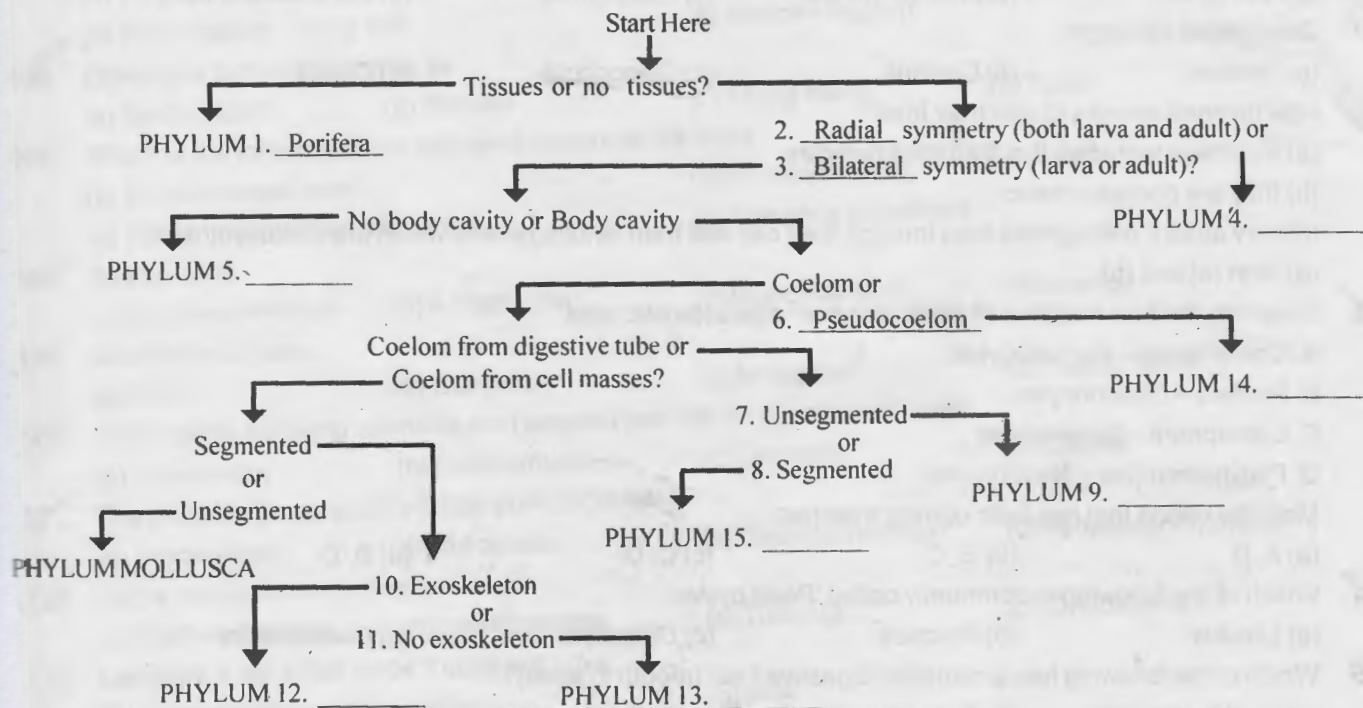 Start Here
Tissues or no tissues?
PHYLUM 1. Porifera
2. Radial symmetry (both larva and adult) or
3. Bilateral symmetry (larva or adult)?
No body cavity or Body cavity
PHYLUM 4.
PHYLUM 5.
Coelom or
6. Pseudocoelom
Coelom from digestive tube or
Coelom from cell masses?
PHYLUM 14.
Segmented
or
Unsegmented
7. Unsegmented
or
8. Segmented
PHYLUM 9.
PHYLUM 15.
PHYLUM MOLLUSCA
10. Exoskeleton
or
11. No exoskeleton
PHYLUM 12.
PHYLUM 13.